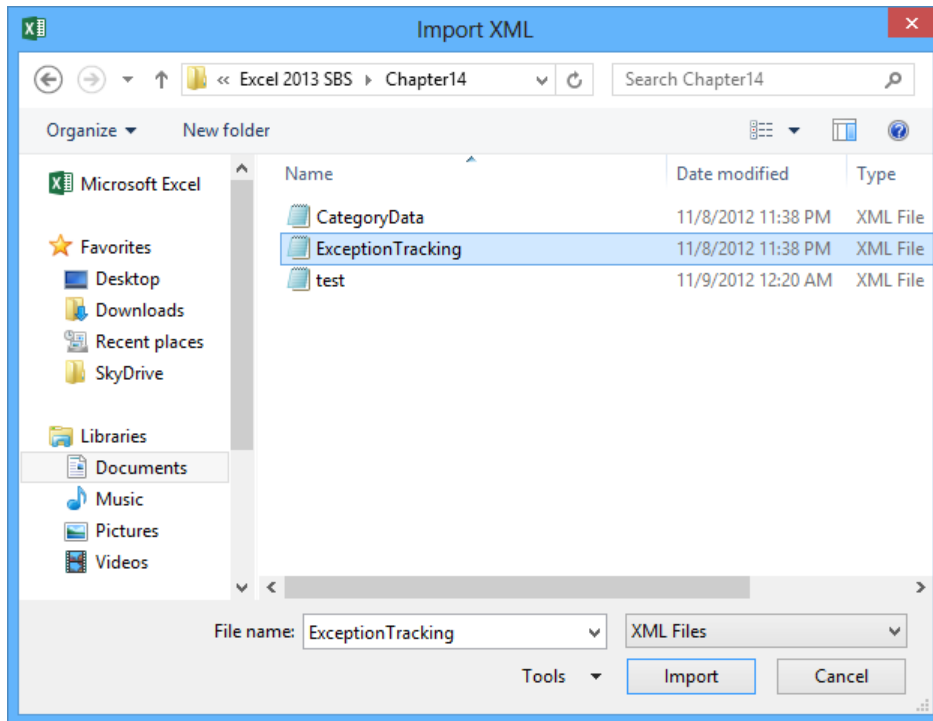 Import XML
« Excel 2013 SBS Chapter14 Search Chapter14
Organize New folder
Microsoft Excel
Favorites
Desktop
Downloads
Recent places
SkyDrive
Libraries
Documents
Music
Pictures
Videos
Name Date modified Type
CategoryData 11/8/2012 11:38 PM XML File
ExceptionTracking 11/8/2012 11:38 PM XML File
test 11/9/2012 12:20 AM XML File
File name: ExceptionTracking XML Files
Tools Import Cancel